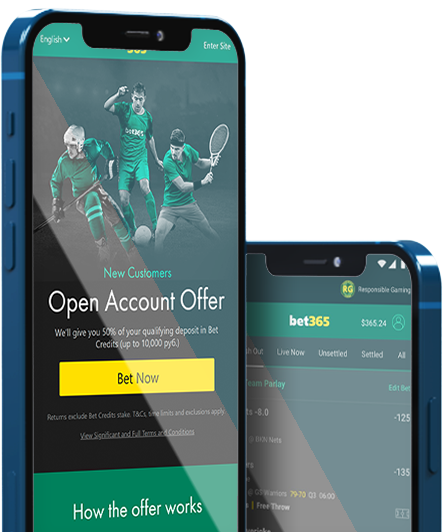 English
365
Enter Site
bet365
New Customers
Open Account Offer
We'll give you 50% of your qualifying deposit in Bet
Credits (up to 10,000 руб.)
Bet Now
Returns exclude Bet Credits stake. T&Cs, time limits and exclusions apply.
View Significant and Full Terms and Conditions
How the offer works
RG Responsible Gaming
bet365 $365.24
Out Live Now Unsettled Settled All
Team Parlay Edit Bet
-8.0 -125
@ BKN Nets
-135
@ GS Warriors 79-70 Q3 06:00
Free Throw